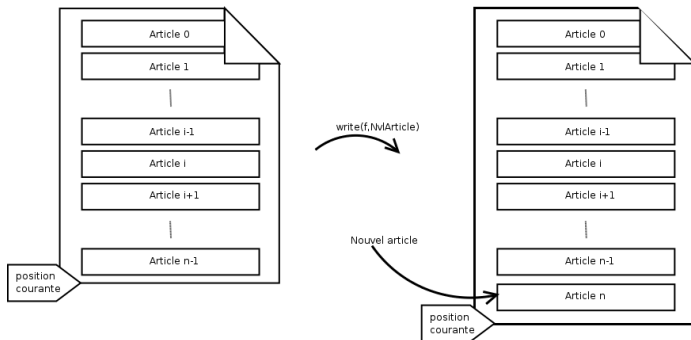 Article 0
Article 1
Article i-1
Article i
Article i+1
Article n-1
position
courante
write(f,NvlArticle)
Nouvel article
Article 0
Article 1
Article i-1
Article i
Article i+1
Article n-1
Article n
position
courante